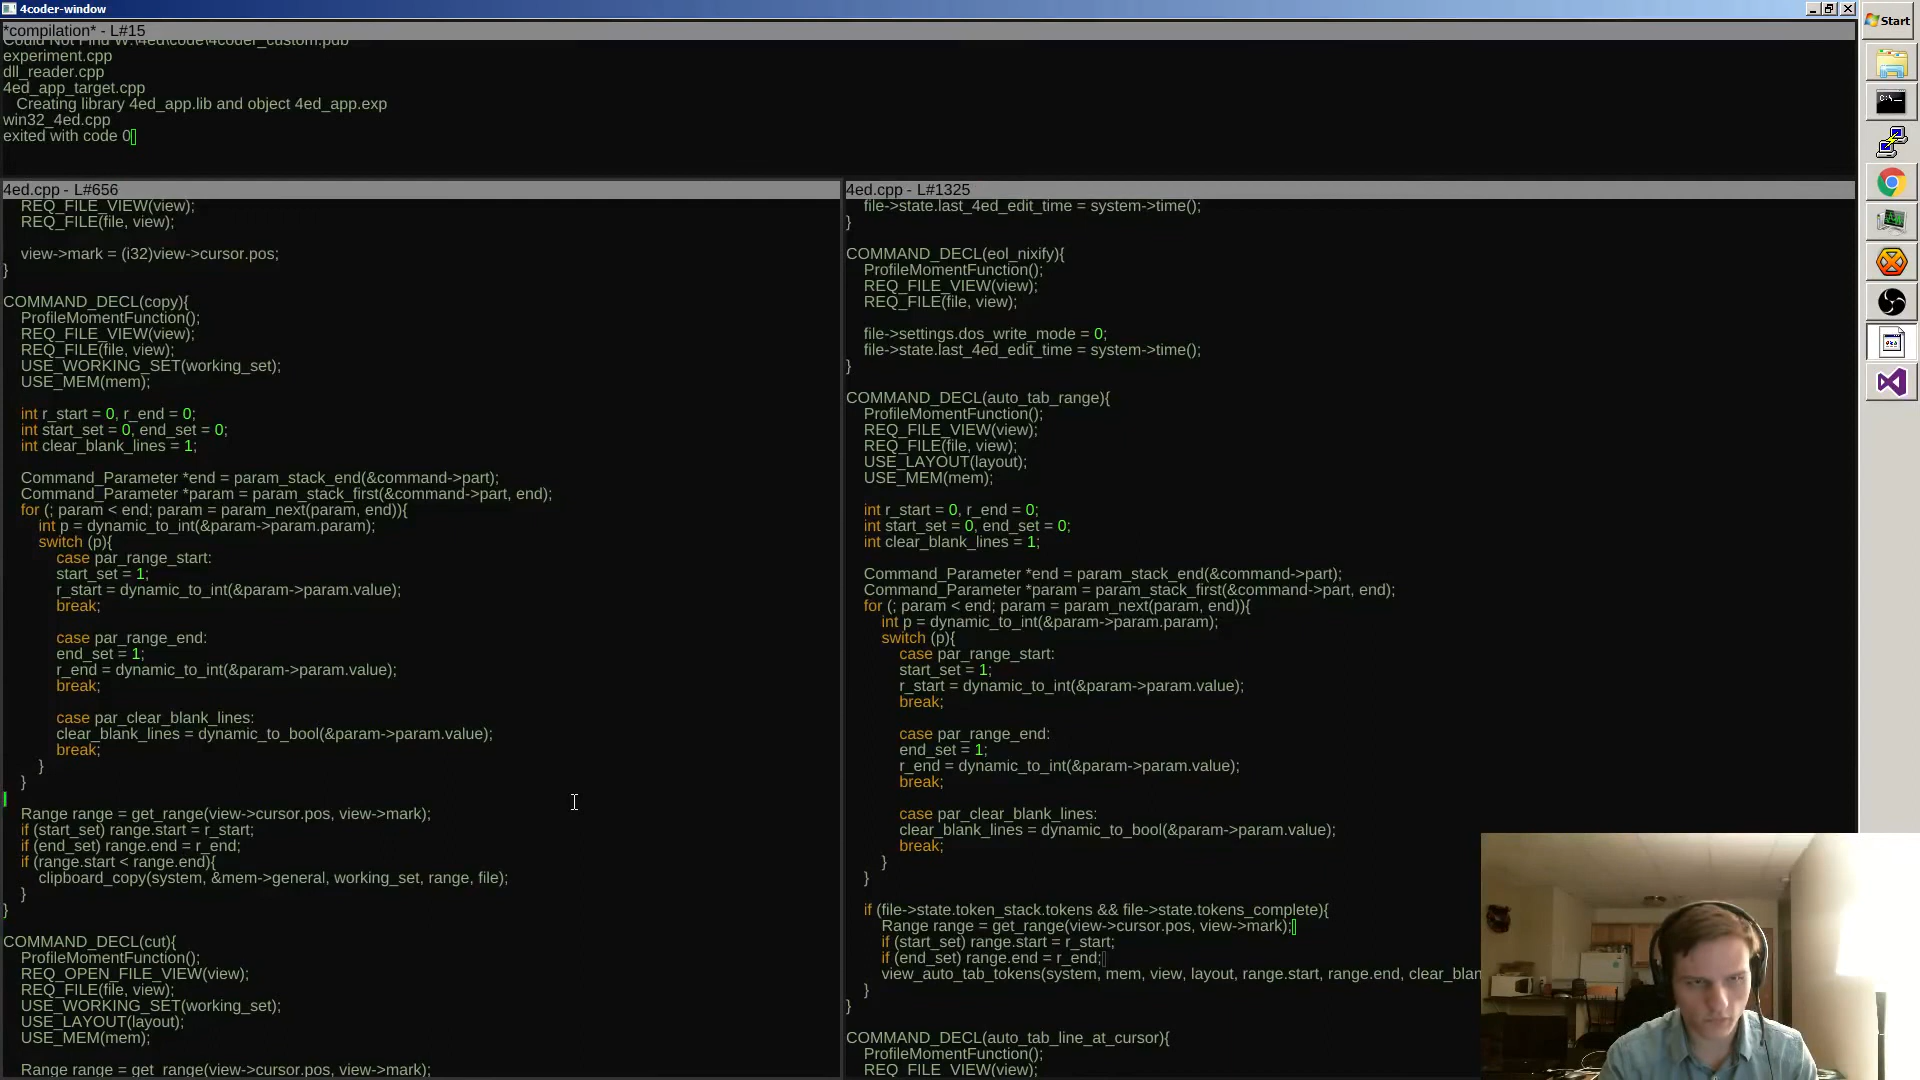 4coder-window
*compilation* - L#15
Could Not Find W:\4ed\code\4coder_custom.pdb
experiment.cpp
dll_reader.cpp
4ed_app_target.cpp
Creating library 4ed_app.lib and object 4ed_app.exp
win32_4ed.cpp
exited with code 0
4ed.cpp - L#656
REQ_FILE_VIEW(view);
REQ_FILE(file, view);
view->mark = (i32)view->cursor.pos;
}
COMMAND_DECL(copy){
ProfileMomentFunction();
REQ_FILE_VIEW(view);
REQ_FILE(file, view);
USE_WORKING_SET(working_set);
USE_MEM(mem);
int r_start = 0, r_end = 0;
int start_set = 0, end_set = 0;
int clear_blank_lines = 1;
Command_Parameter *end = param_stack_end(&command->part);
Command_Parameter *param = param_stack_first(&command->part, end);
for (; param < end; param = param_next(param, end)){
int p = dynamic_to_int(&param->param.param);
switch (p){
case par_range_start:
start_set = 1;
r_start = dynamic_to_int(&param->param.value);
break;
case par_range_end:
end_set = 1;
r_end = dynamic_to_int(&param->param.value);
break;
case par_clear_blank_lines:
clear_blank_lines = dynamic_to_bool(&param->param.value);
break;
}
}
Range range = get_range(view->cursor.pos, view->mark);
if (start_set) range.start = r_start;
if (end_set) range.end = r_end;
if (range.start < range.end){
clipboard_copy(system, &mem->general, working_set, range, file);
}
}
COMMAND_DECL(cut){
ProfileMomentFunction();
REQ_OPEN_FILE_VIEW(view);
REQ_FILE(file, view);
USE_WORKING_SET(working_set);
USE_LAYOUT(layout);
USE_MEM(mem);
Range range = get_range(view->cursor.pos, view->mark);
4ed.cpp - L#1325
file->state.last_4ed_edit_time = system->time();
}
COMMAND_DECL(eol_nixify){
ProfileMomentFunction();
REQ_FILE_VIEW(view);
REQ_FILE(file, view);
file->settings.dos_write_mode = 0;
file->state.last_4ed_edit_time = system->time();
}
COMMAND_DECL(auto_tab_range){
ProfileMomentFunction();
REQ_FILE_VIEW(view);
REQ_FILE(file, view);
USE_LAYOUT(layout);
USE_MEM(mem);
int r_start = 0, r_end = 0;
int start_set = 0, end_set = 0;
int clear_blank_lines = 1;
Command_Parameter *end = param_stack_end(&command->part);
Command_Parameter *param = param_stack_first(&command->part, end);
for (; param < end; param = param_next(param, end)){
int p = dynamic_to_int(&param->param.param);
switch (p){
case par_range_start:
start_set = 1;
r_start = dynamic_to_int(&param->param.value);
break;
case par_range_end:
end_set = 1;
r_end = dynamic_to_int(&param->param.value);
break;
case par_clear_blank_lines:
clear_blank_lines = dynamic_to_bool(&param->param.value);
break;
}
}
if (file->state.token_stack.tokens && file->state.tokens_complete){
Range range = get_range(view->cursor.pos, view->mark);
if (start_set) range.start = r_start;
if (end_set) range.end = r_end;
view_auto_tab_tokens(system, mem, view, layout, range.start, range.end, clear_blan
}
}
COMMAND_DECL(auto_tab_line_at_cursor){
ProfileMomentFunction();
REQ_FILE_VIEW(view);
Start